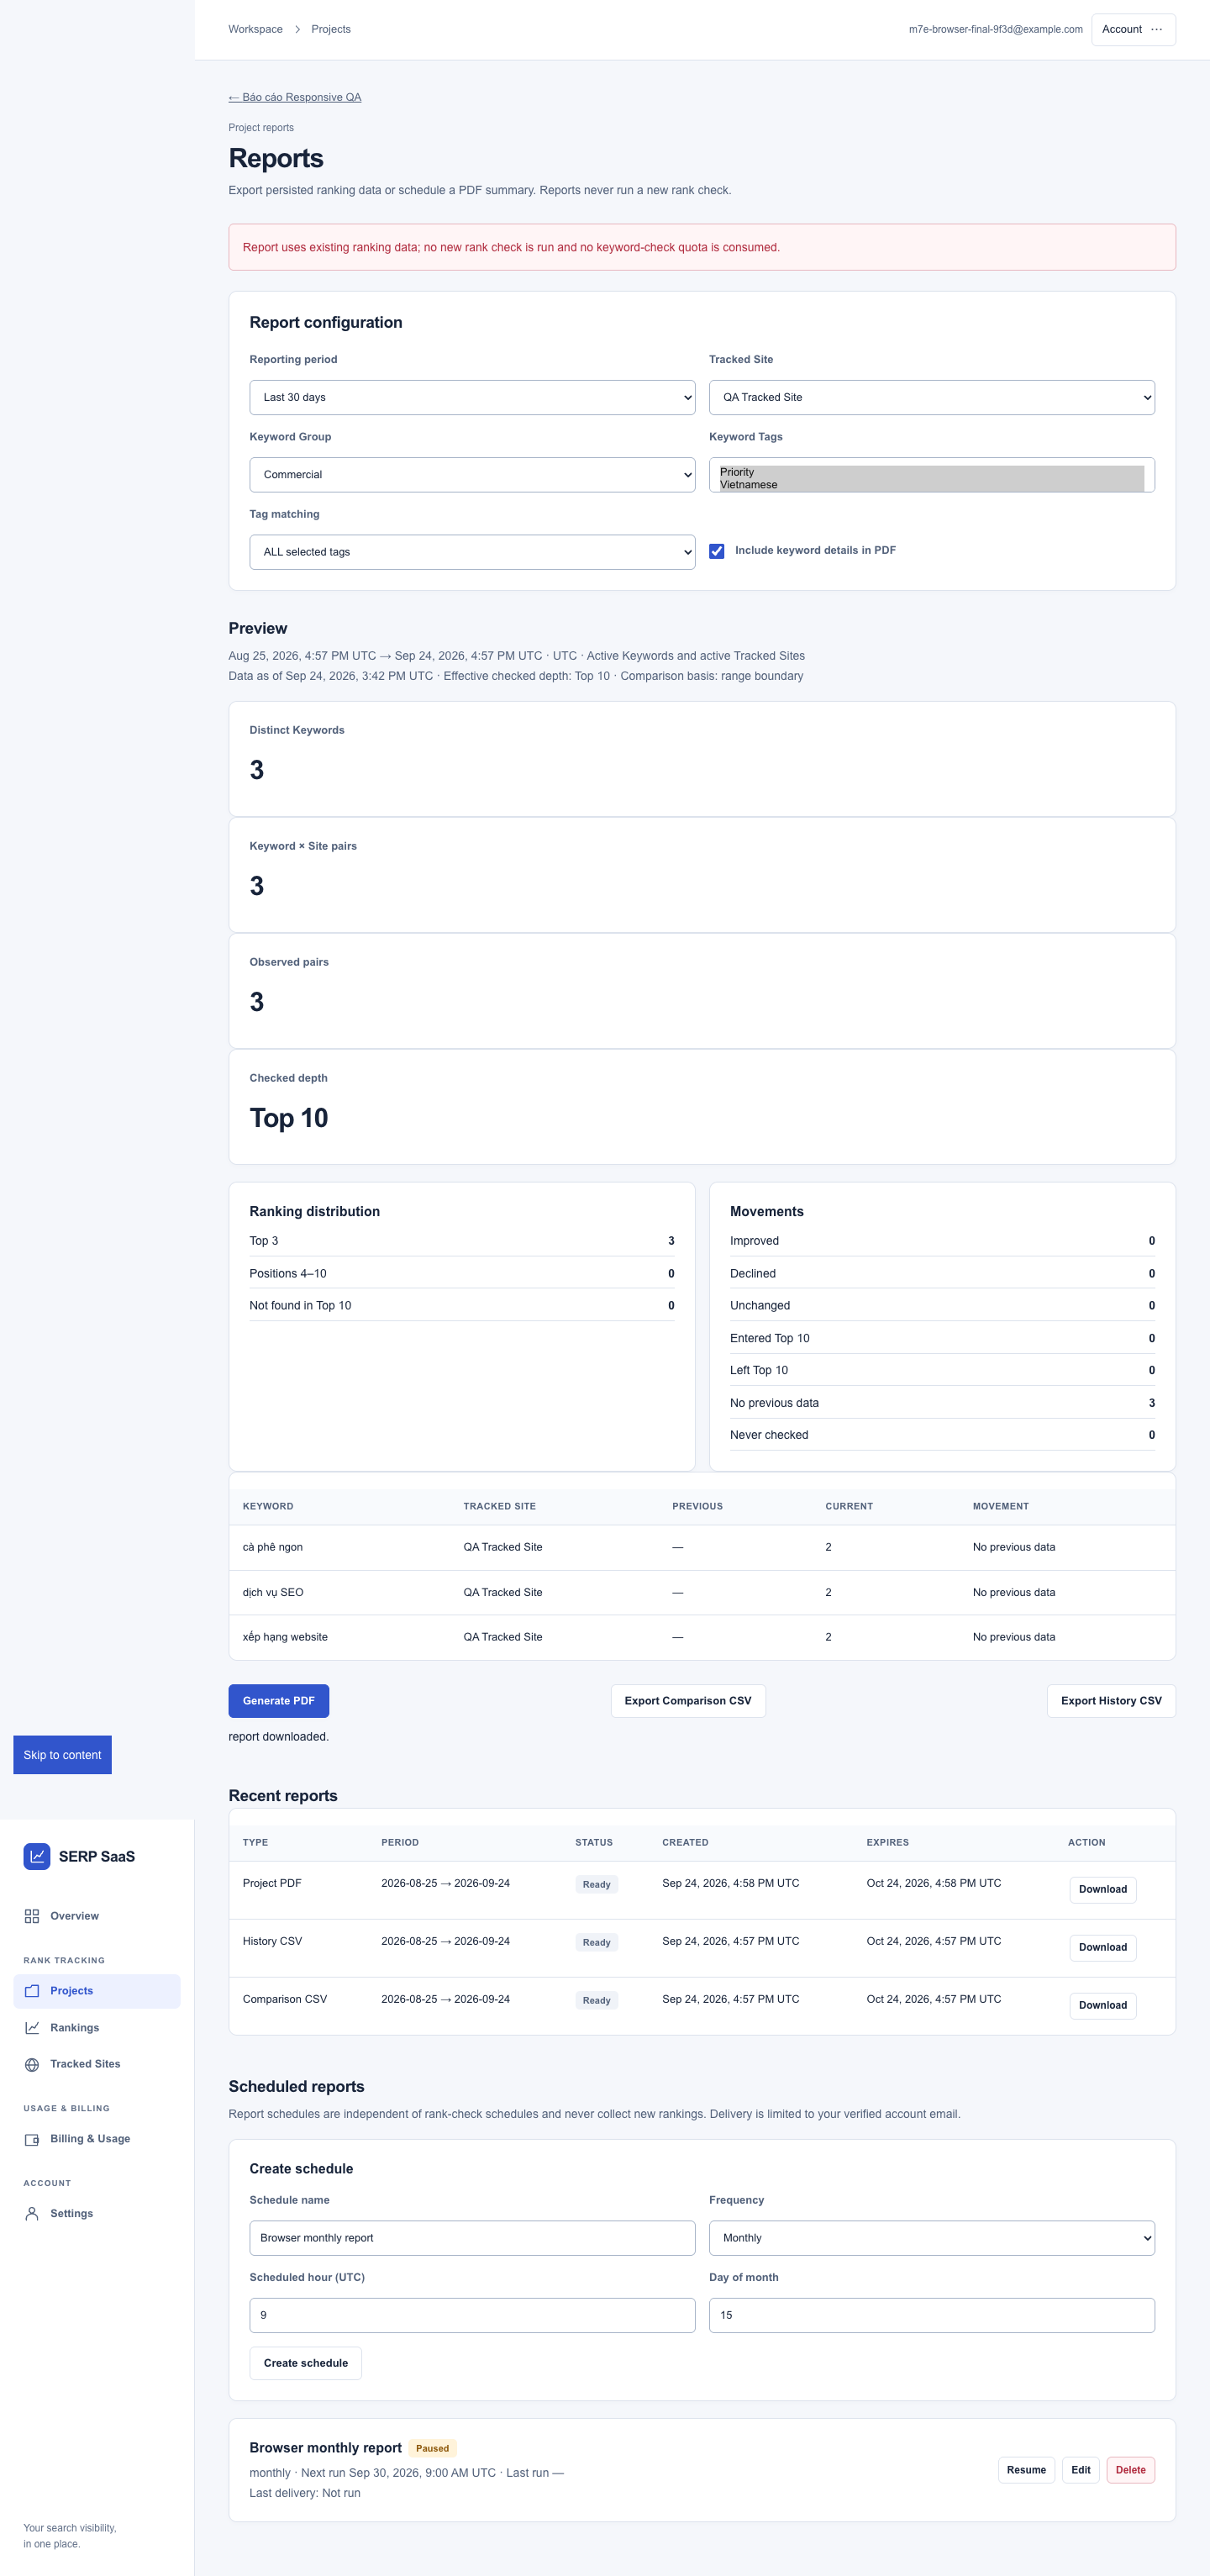 Workspace > Projects
m7e-browser-final-9f3d@example.com
Account ···
← Báo cáo Responsive QA
Project reports
Reports
Export persisted ranking data or schedule a PDF summary. Reports never run a new rank check.
Report uses existing ranking data; no new rank check is run and no keyword-check quota is consumed.
Report configuration
Reporting period
Last 30 days
Tracked Site
QA Tracked Site
Keyword Group
Commercial
Keyword Tags
Priority
Vietnamese
Tag matching
ALL selected tags
Include keyword details in PDF
Preview
Aug 25, 2026, 4:57 PM UTC → Sep 24, 2026, 4:57 PM UTC · UTC · Active Keywords and active Tracked Sites
Data as of Sep 24, 2026, 3:42 PM UTC · Effective checked depth: Top 10 · Comparison basis: range boundary
Distinct Keywords
3
Keyword × Site pairs
3
Observed pairs
3
Checked depth
Top 10
Ranking distribution
Top 3 3
Positions 4–10 0
Not found in Top 10 0
Movements
Improved 0
Declined 0
Unchanged 0
Entered Top 10 0
Left Top 10 0
No previous data 3
Never checked 0
KEYWORD TRACKED SITE PREVIOUS CURRENT MOVEMENT
cà phê ngon QA Tracked Site — 2 No previous data
dịch vụ SEO QA Tracked Site — 2 No previous data
xếp hạng website QA Tracked Site — 2 No previous data
Generate PDF
Export Comparison CSV
Export History CSV
report downloaded.
Skip to content
Recent reports
TYPE PERIOD STATUS CREATED EXPIRES ACTION
Project PDF 2026-08-25 → 2026-09-24 Ready Sep 24, 2026, 4:58 PM UTC Oct 24, 2026, 4:58 PM UTC Download
History CSV 2026-08-25 → 2026-09-24 Ready Sep 24, 2026, 4:57 PM UTC Oct 24, 2026, 4:57 PM UTC Download
Comparison CSV 2026-08-25 → 2026-09-24 Ready Sep 24, 2026, 4:57 PM UTC Oct 24, 2026, 4:57 PM UTC Download
SERP SaaS
Overview
RANK TRACKING
Projects
Rankings
Tracked Sites
USAGE & BILLING
Billing & Usage
ACCOUNT
Settings
Your search visibility,
in one place.
Scheduled reports
Report schedules are independent of rank-check schedules and never collect new rankings. Delivery is limited to your verified account email.
Create schedule
Schedule name
Browser monthly report
Frequency
Monthly
Scheduled hour (UTC)
9
Day of month
15
Create schedule
Browser monthly report Paused
monthly · Next run Sep 30, 2026, 9:00 AM UTC · Last run —
Last delivery: Not run
Resume
Edit
Delete